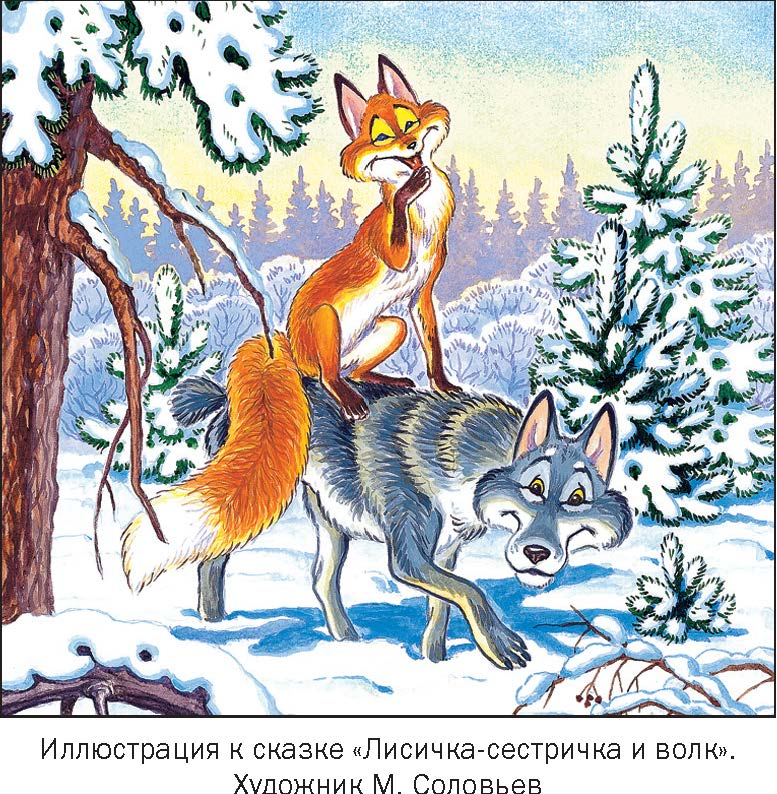 Иллюстрация к сказке «Лисичка-сестричка и волк».
Художник М. Соловьев